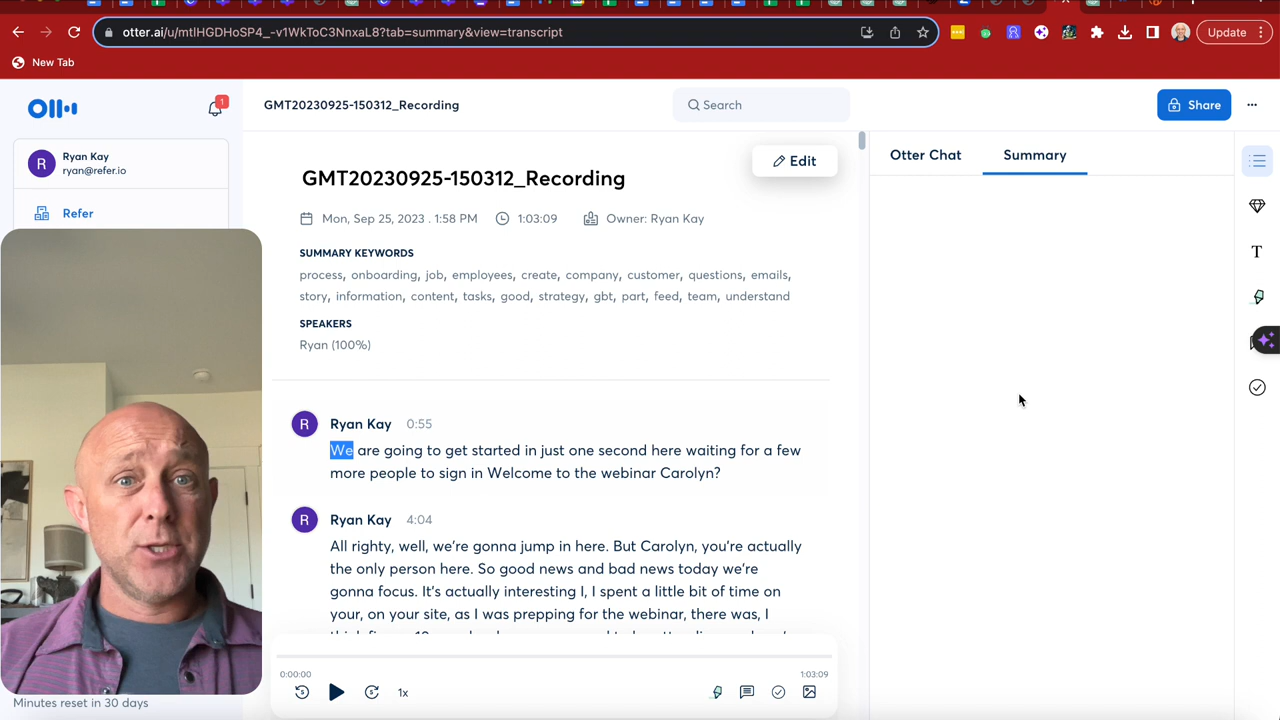 otter.ai/u/mtlHGDHoSP4_-v1WkToC3NnxaL8?tab=summary&view=transcript
Update
New Tab
1
GMT20230925-150312_Recording
Search
Share
R
Ryan Kay
ryan@refer.io
Refer
Edit
Otter Chat
Summary
GMT20230925-150312_Recording
Mon, Sep 25, 2023 . 1:58 PM
1:03:09
Owner: Ryan Kay
SUMMARY KEYWORDS
process, onboarding, job, employees, create, company, customer, questions, emails,
story, information, content, tasks, good, strategy, gbt, part, feed, team, understand
SPEAKERS
Ryan (100%)
R
Ryan Kay 0:55
We are going to get started in just one second here waiting for a few
more people to sign in Welcome to the webinar Carolyn?
R
Ryan Kay 4:04
All righty, well, we're gonna jump in here. But Carolyn, you're actually
the only person here. So good news and bad news today we're
gonna focus. It's actually interesting I, I spent a little bit of time on
your, on your site, as I was prepping for the webinar, there was, I
0:00:00
1:03:09
5
5
1x
Minutes reset in 30 days
T